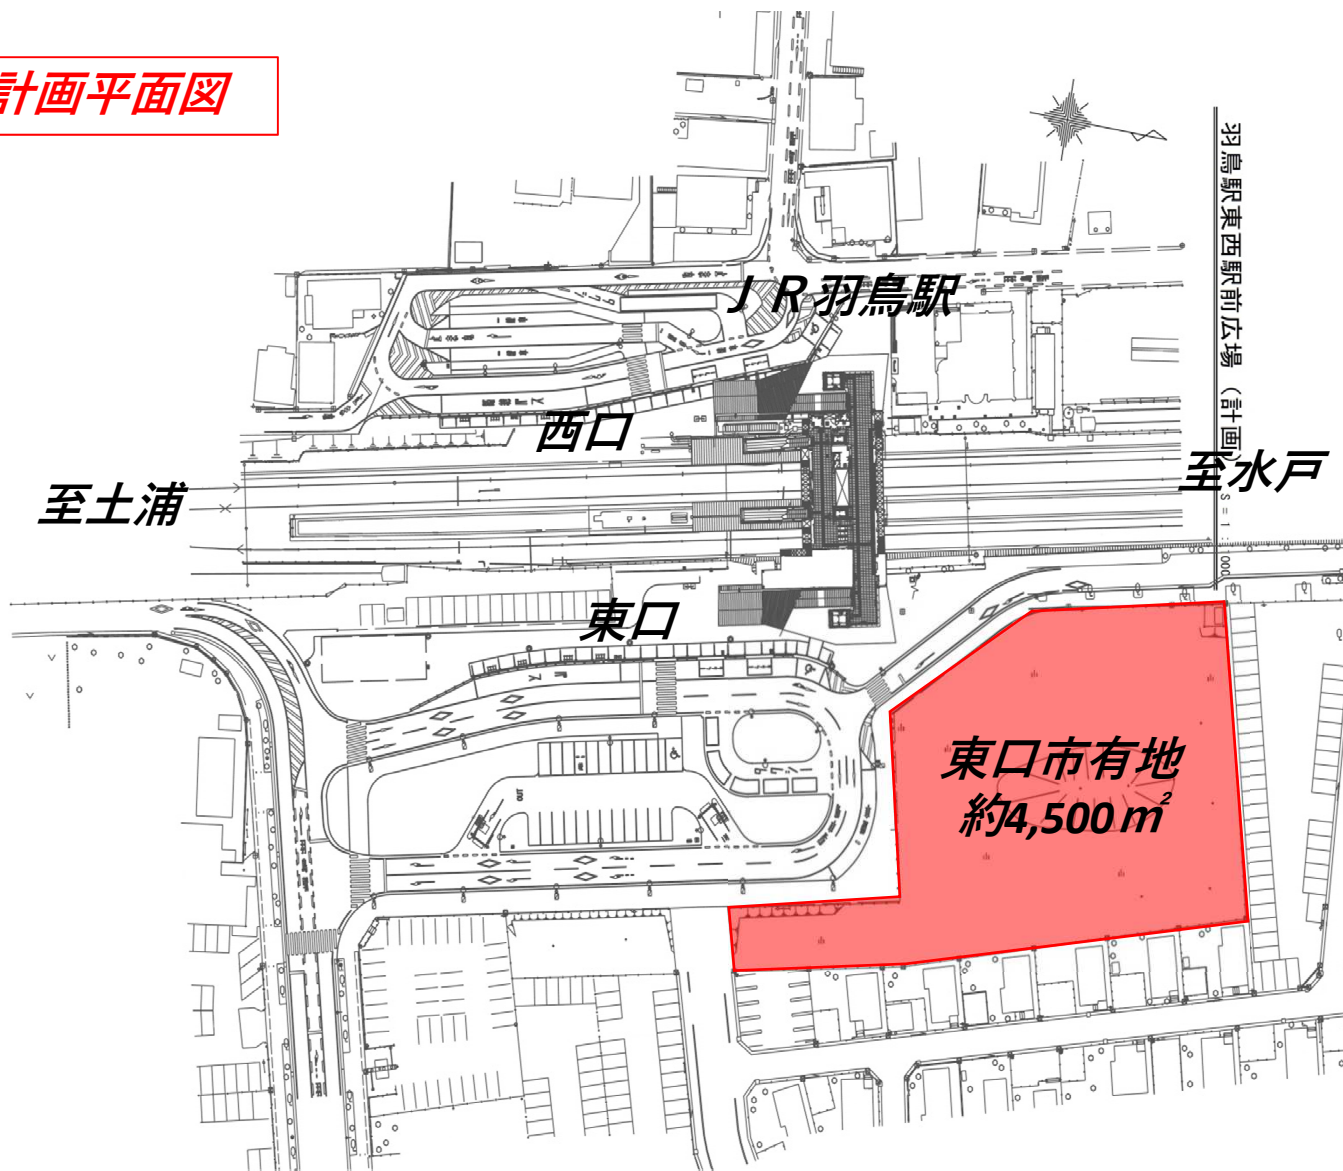 計画平面図
羽鳥駅東西駅前広場（計画）
ＪＲ羽鳥駅
西口
至水戸
至土浦
東口
東口市有地
約4,500㎡
OUT